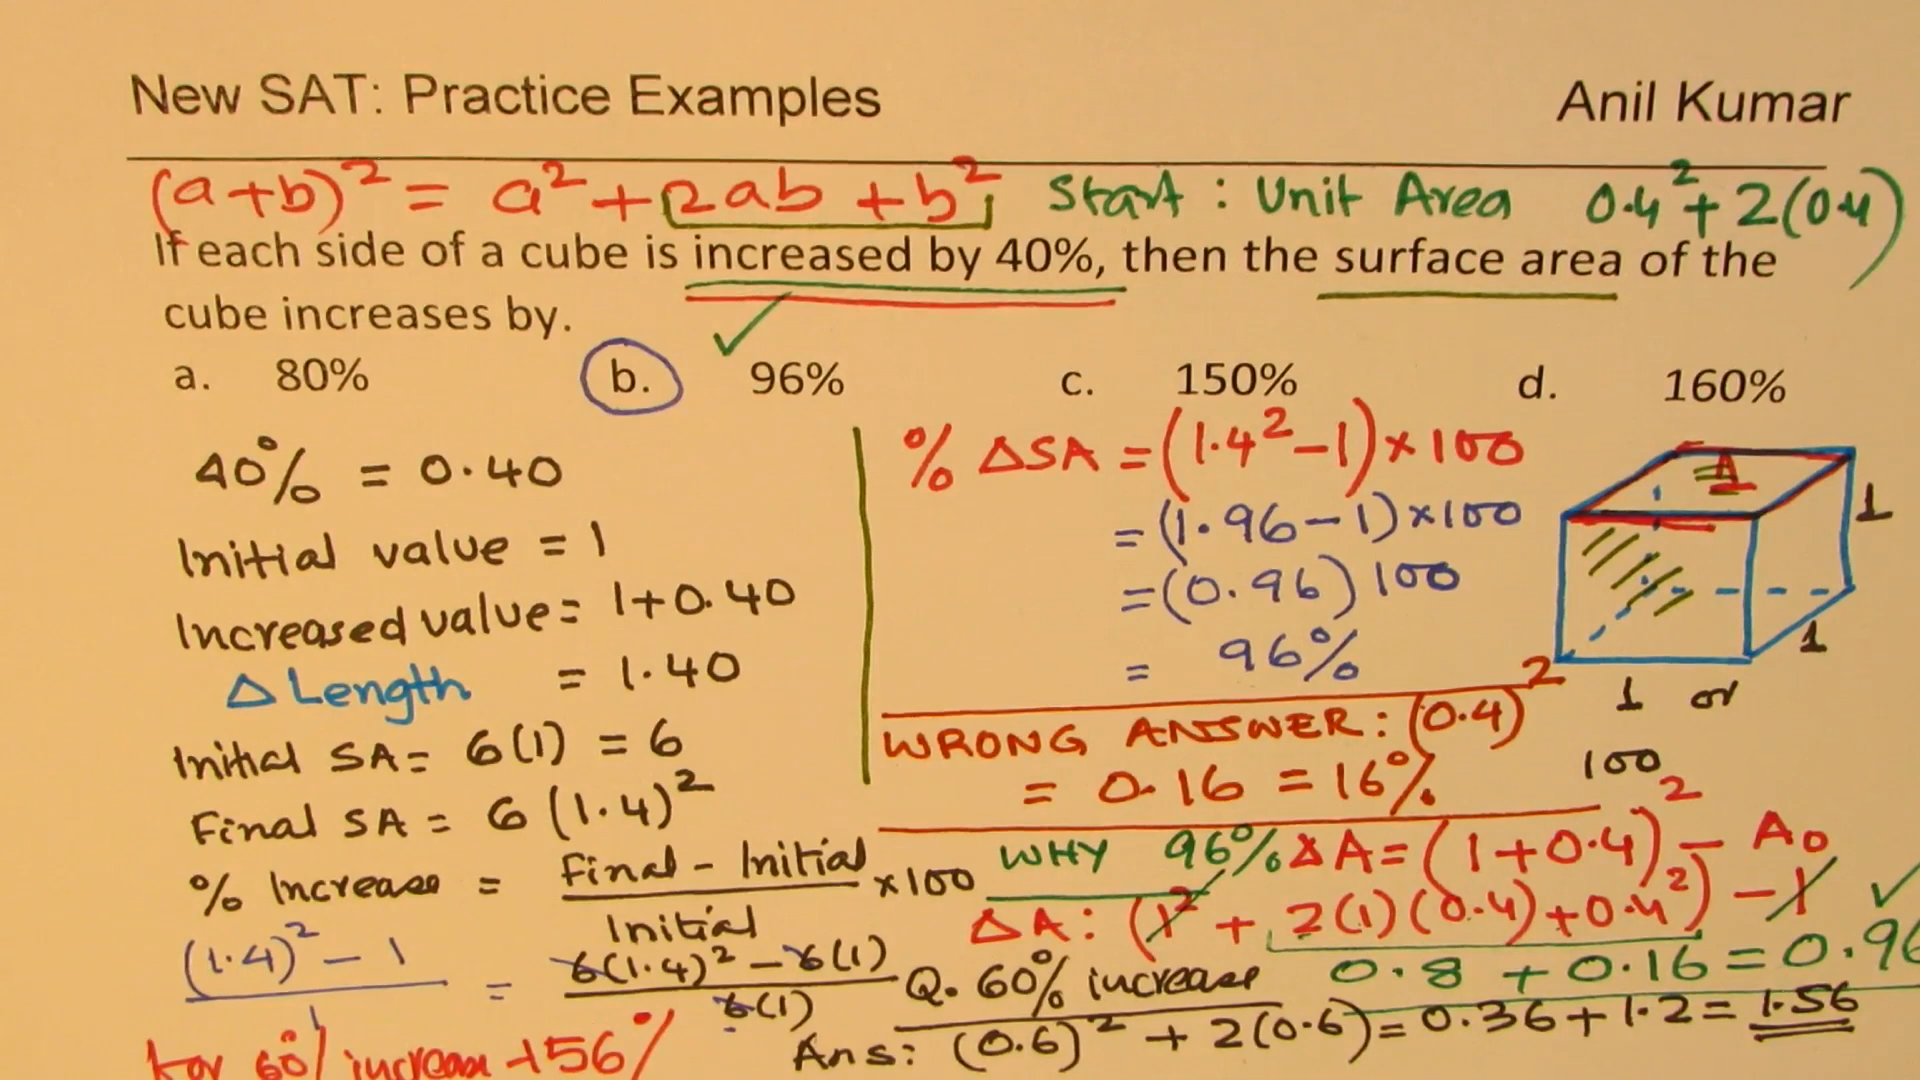 New SAT: Practice Examples Anil Kumar
(a+b)² = a² + 2ab + b² Start : Unit Area 0.4² + 2(0.4)
If each side of a cube is increased by 40%, then the surface area of the
cube increases by.
a. 80% b. 96% c. 150% d. 160%
40% = 0.40
Initial value = 1
Increased value = 1+0.40
Δ Length = 1.40
Initial SA = 6(1) = 6
Final SA = 6(1.4)²
% Increase = Final - Initial / Initial ×100
(1.4)² - 1 / 1 = 6(1.4)² - 6(1) / 6(1)
For 60% increase 156%
% ΔSA = (1.4² - 1) × 100
= (1.96 - 1) × 100
= (0.96) 100
= 96%
A
1
1
1 or
100
WRONG ANSWER : (0.4)²
= 0.16 = 16%
WHY 96% ΔA = (1+0.4)² - A₀
ΔA : (1² + 2(1)(0.4) + 0.4²) - 1
0.8 + 0.16 = 0.96
Q. 60% increase
Ans: (0.6)² + 2(0.6) = 0.36 + 1.2 = 1.56